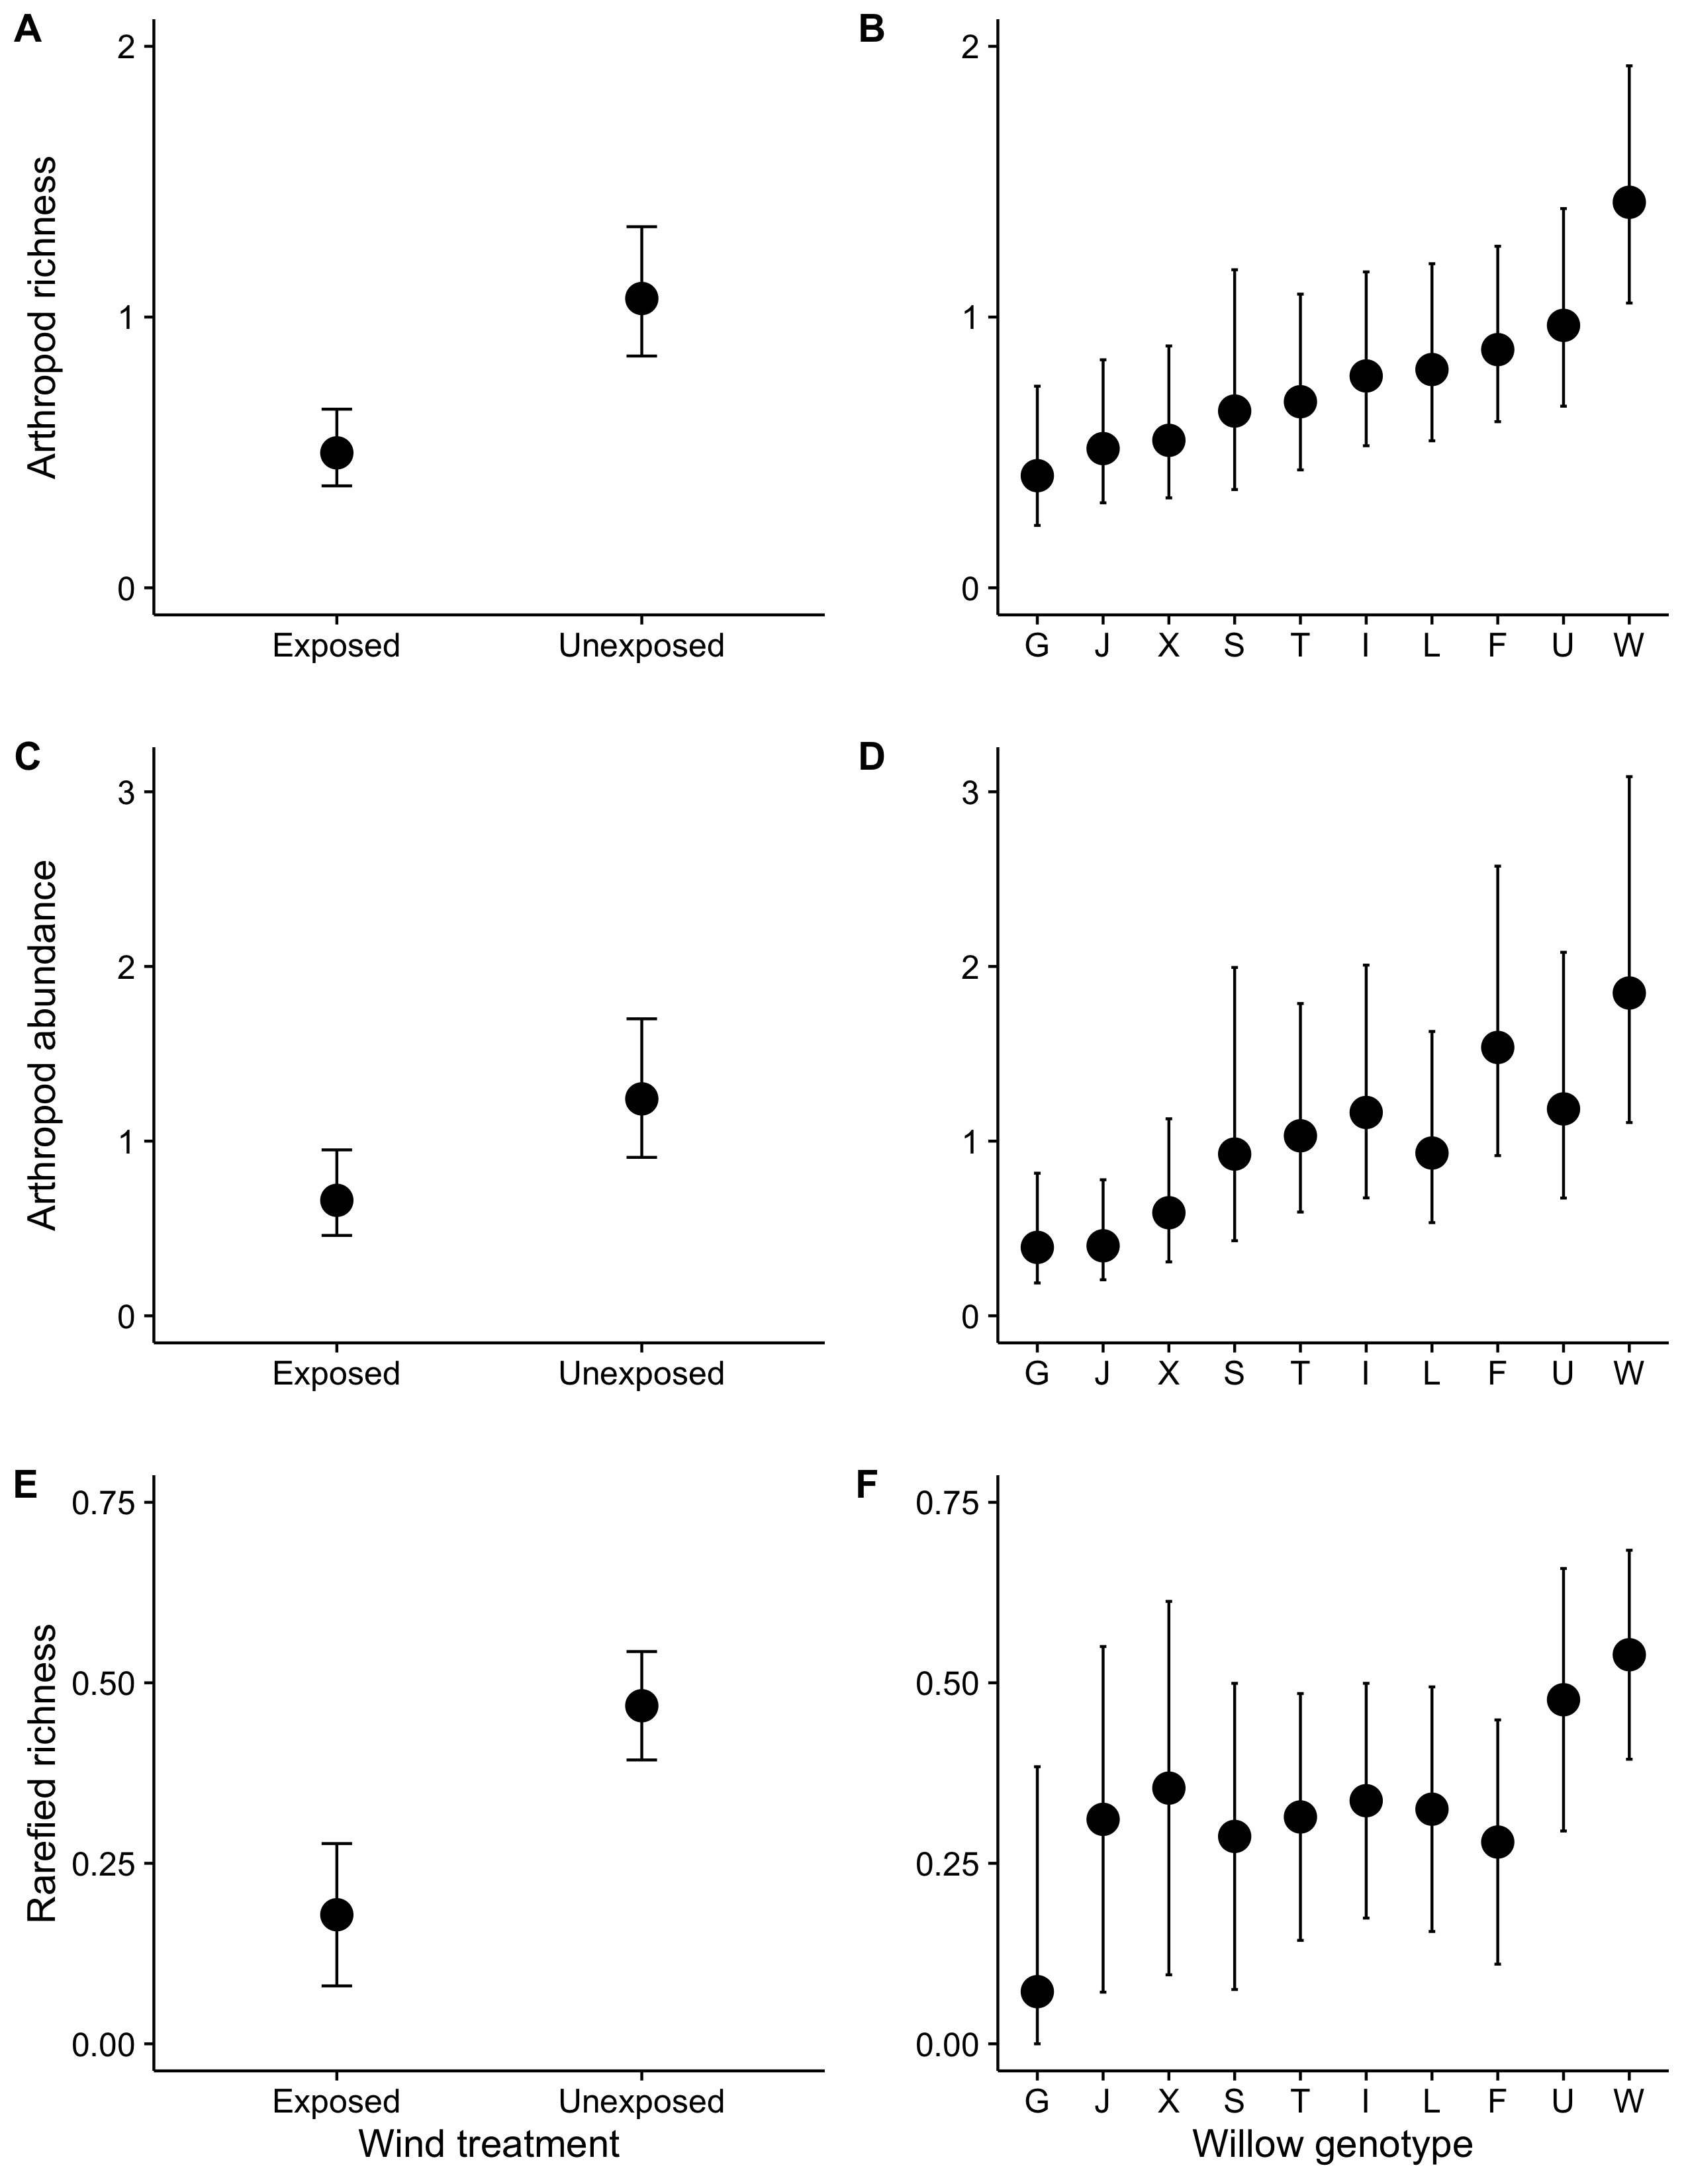 A
Arthropod richness
2
1
0
Exposed Unexposed
B
2
1
0
G J X S T I L F U W
C
Arthropod abundance
3
2
1
0
Exposed Unexposed
D
3
2
1
0
G J X S T I L F U W
E
Rarefied richness
0.75
0.50
0.25
0.00
Exposed Unexposed
Wind treatment
F
0.75
0.50
0.25
0.00
G J X S T I L F U W
Willow genotype